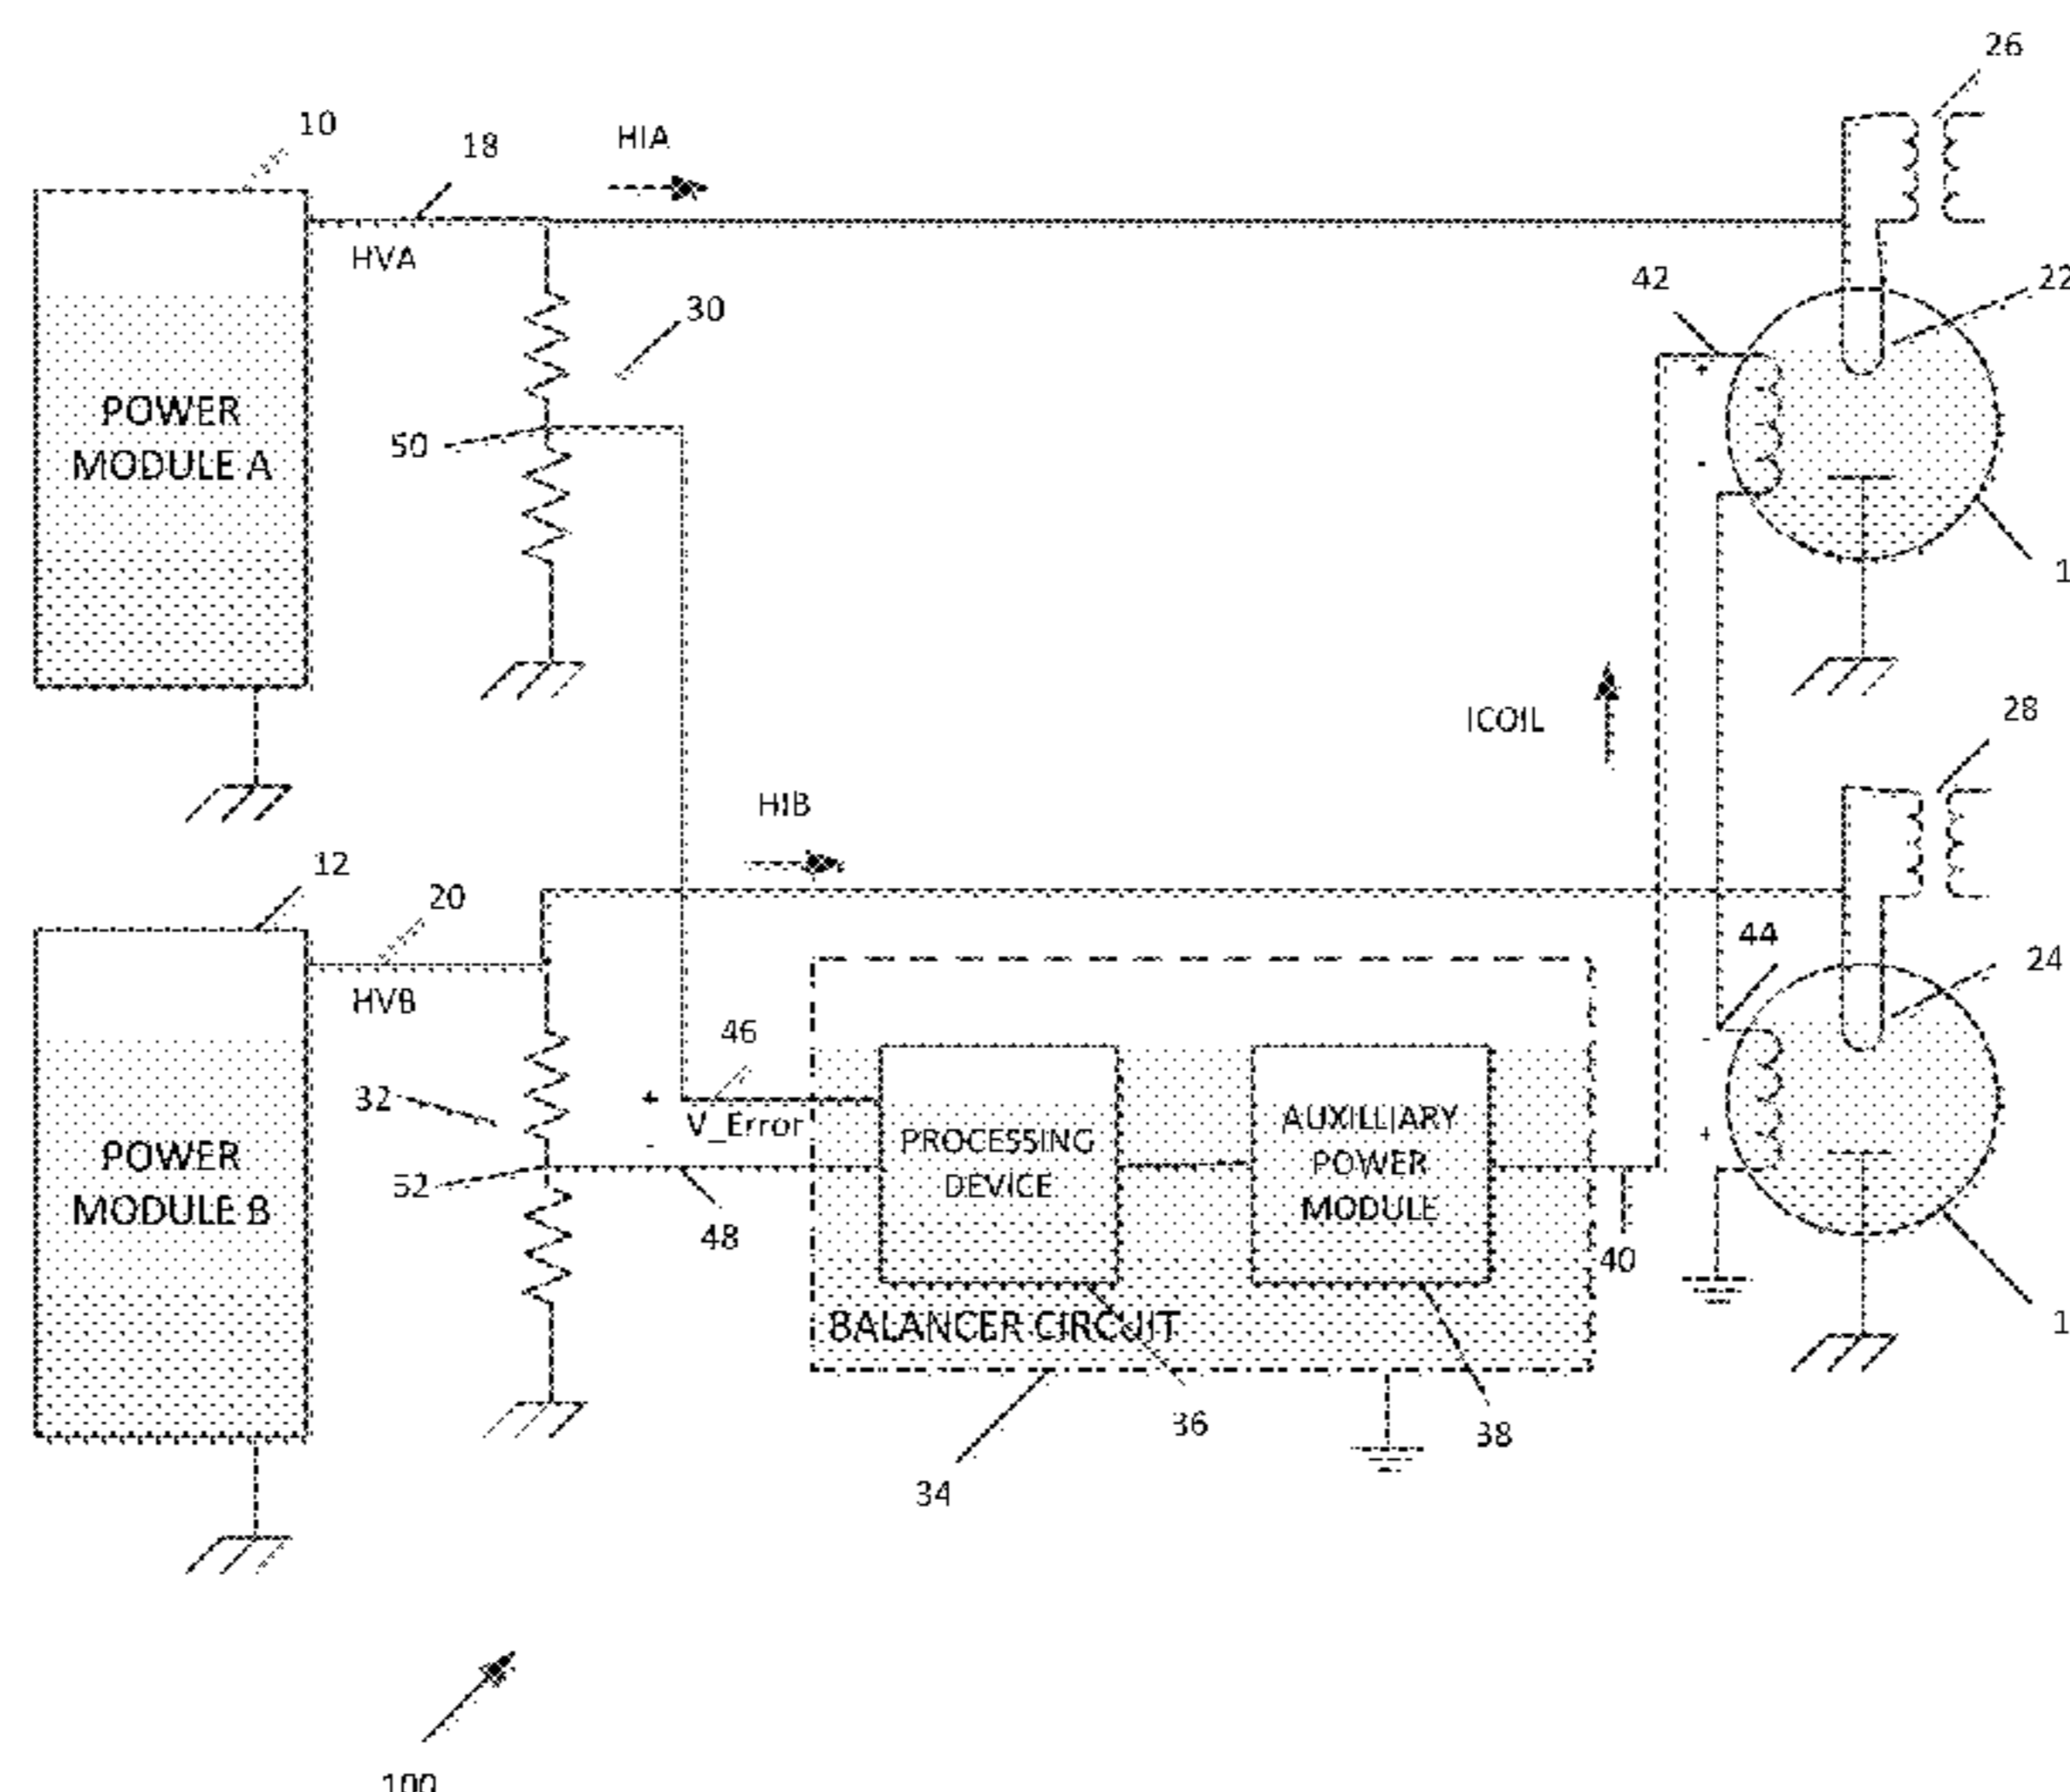 26
10
18
HIA
HVA
42
22
30
POWER
MODULE A
50
1
ICOIL
28
HIB
12
20
HVB
44
24
46
32
+
V_Error
-
PROCESSING
DEVICE
AUXILLIARY
POWER
MODULE
POWER
MODULE B
52
48
40
BALANCER CIRCUIT
1
36
38
34
100